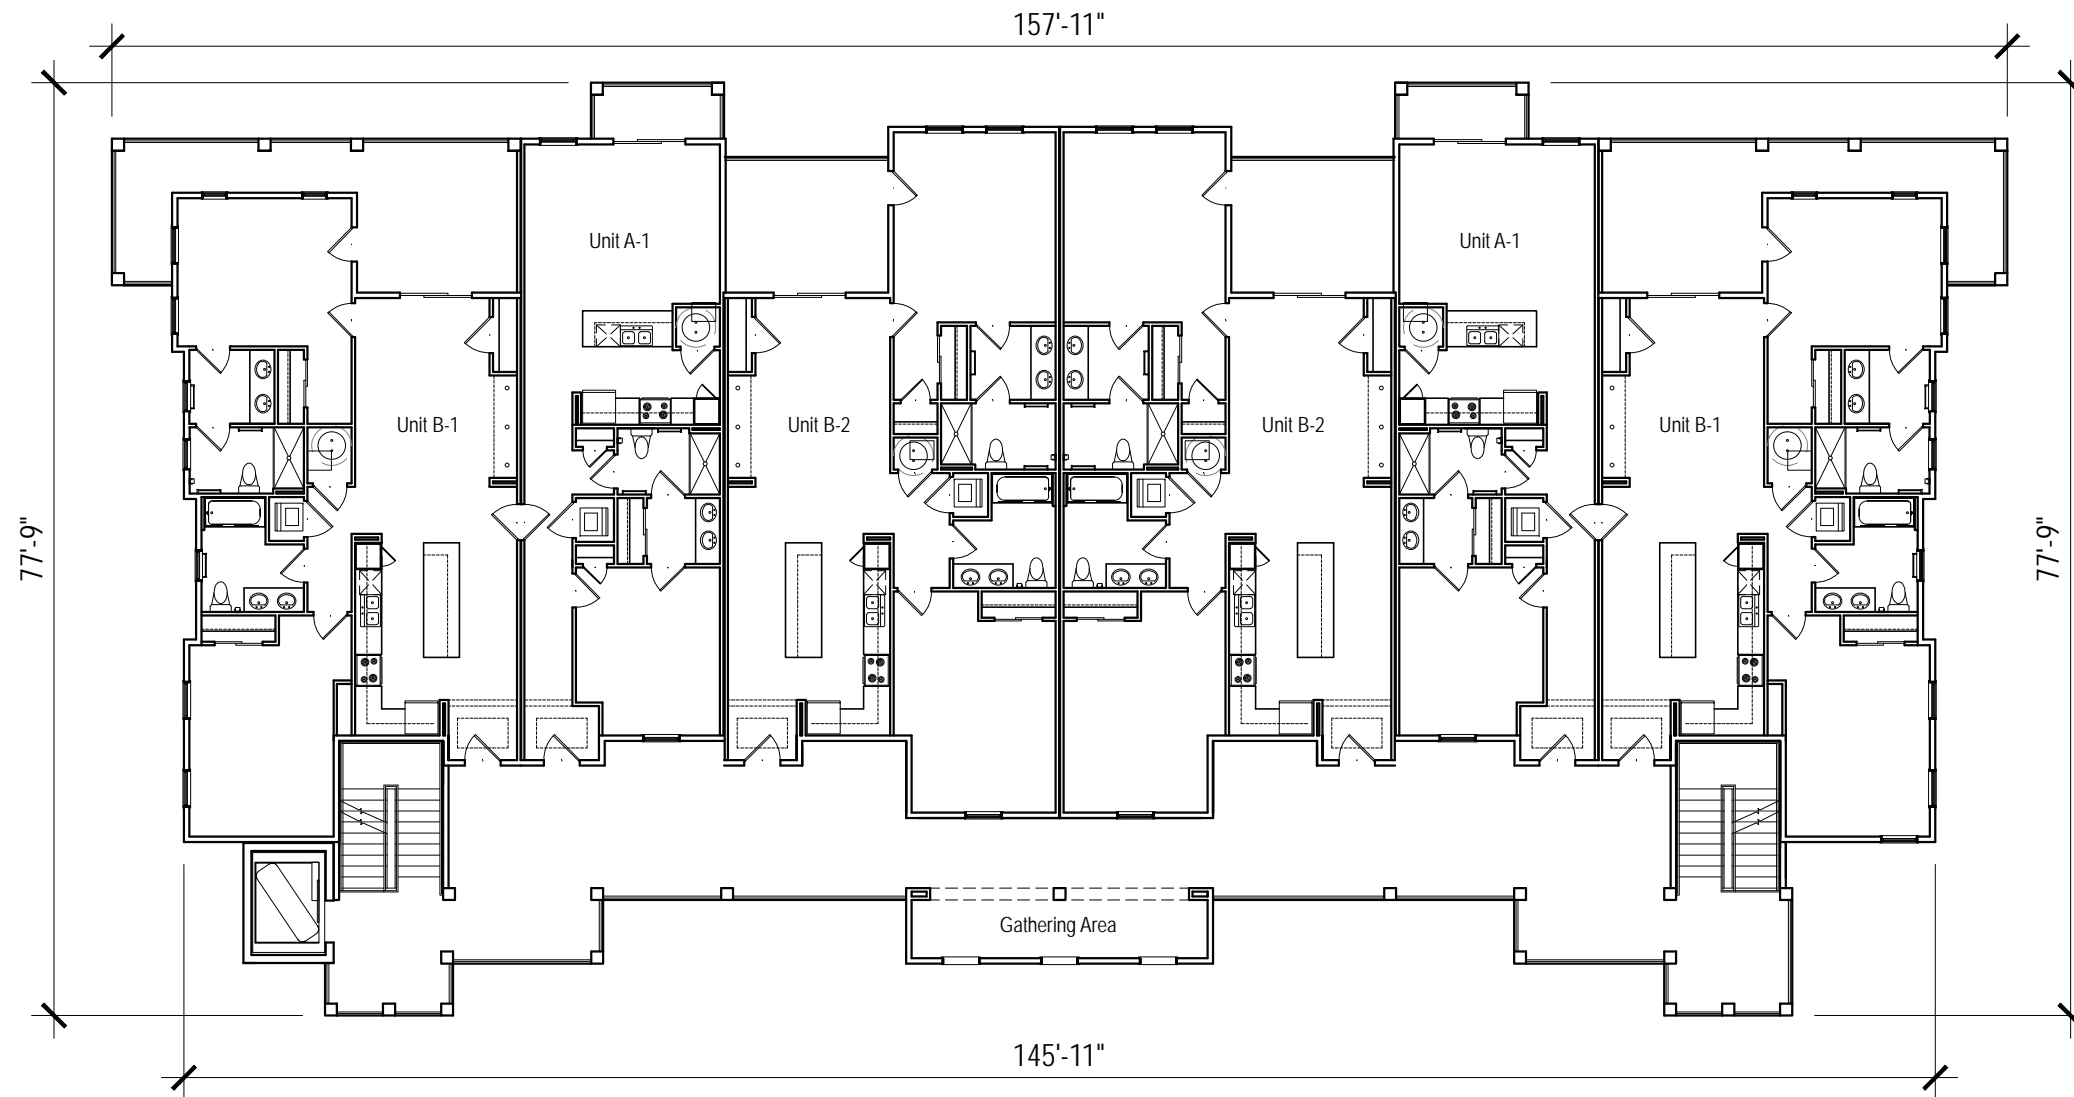 157'-11"
Unit A-1
Unit A-1
Unit B-1
Unit B-2
Unit B-2
Unit B-1
77'-9"
77'-9"
Gathering Area
145'-11"